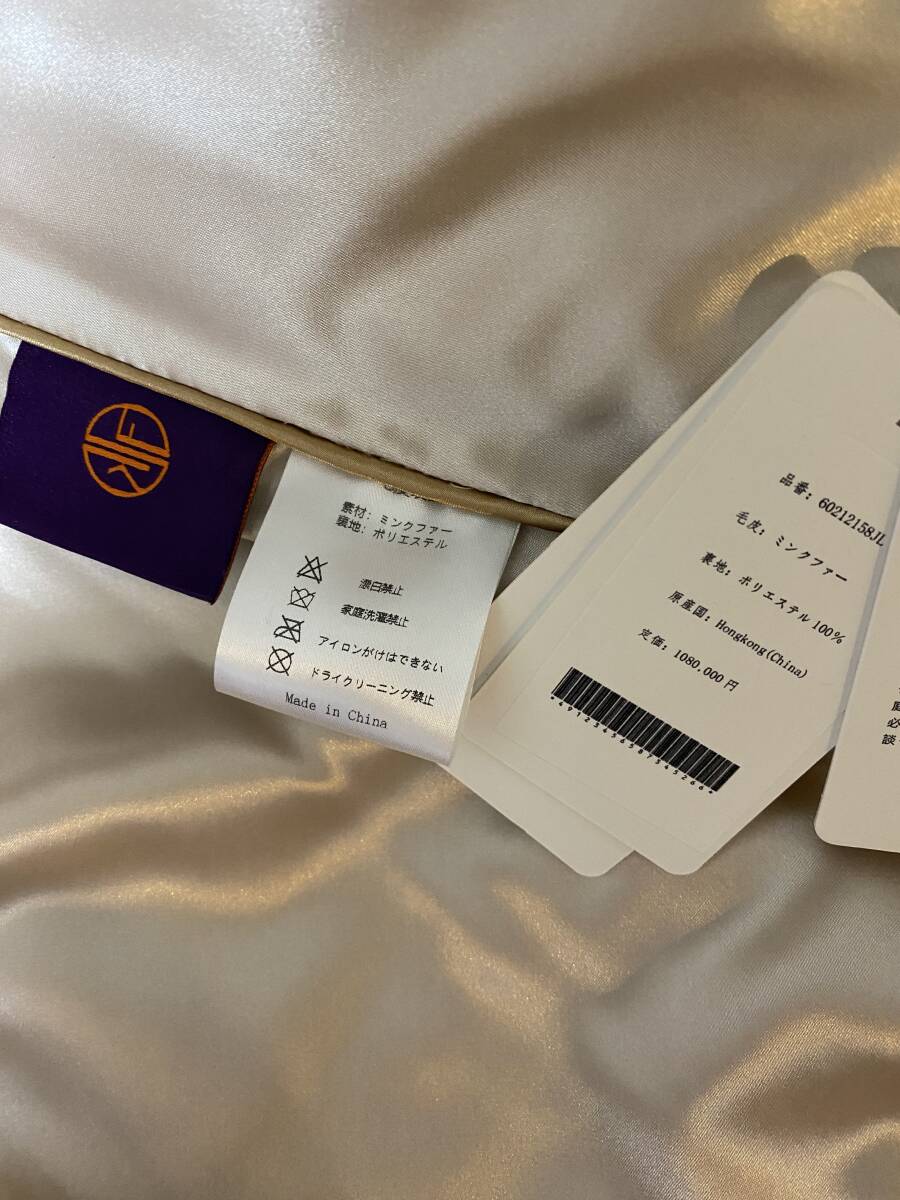 素材: ミンクファー
裏地: ポリエステル
漂白禁止
家庭洗濯禁止
アイロンがけはできない
ドライクリーニング禁止
Made in China
品番: 60212158JL
毛皮: ミンクファー
裏地: ポリエステル 100%
原産国: Hongkong(China)
定価: 1080,000 円
庭
必
談